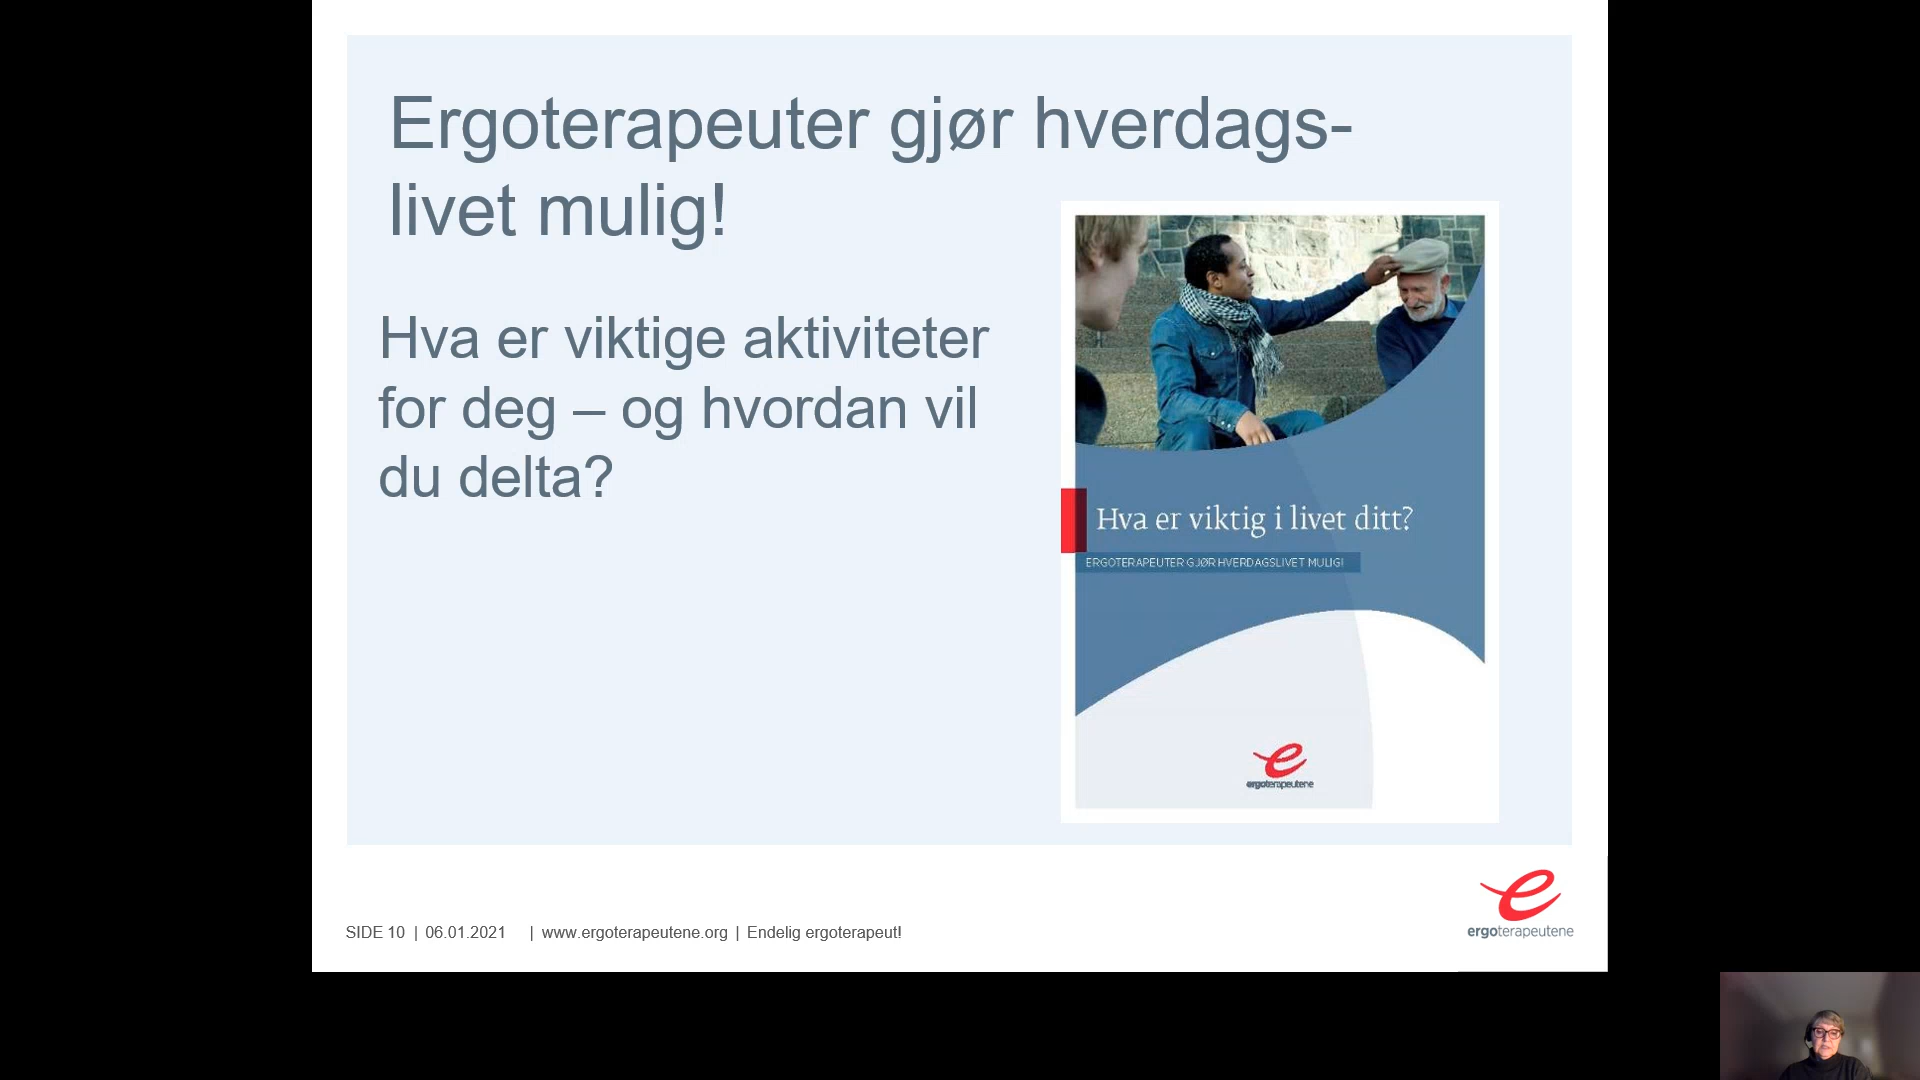 Ergoterapeuter gjør hverdags-
livet mulig!
Hva er viktige aktiviteter
for deg – og hvordan vil
du delta?
Hva er viktig i livet ditt?
ERGOTERAPEUTER GJØR HVERDAGSLIVET MULIG!
ergoterapeutene
SIDE 10 | 06.01.2021 | www.ergoterapeutene.org | Endelig ergoterapeut!
ergoterapeutene